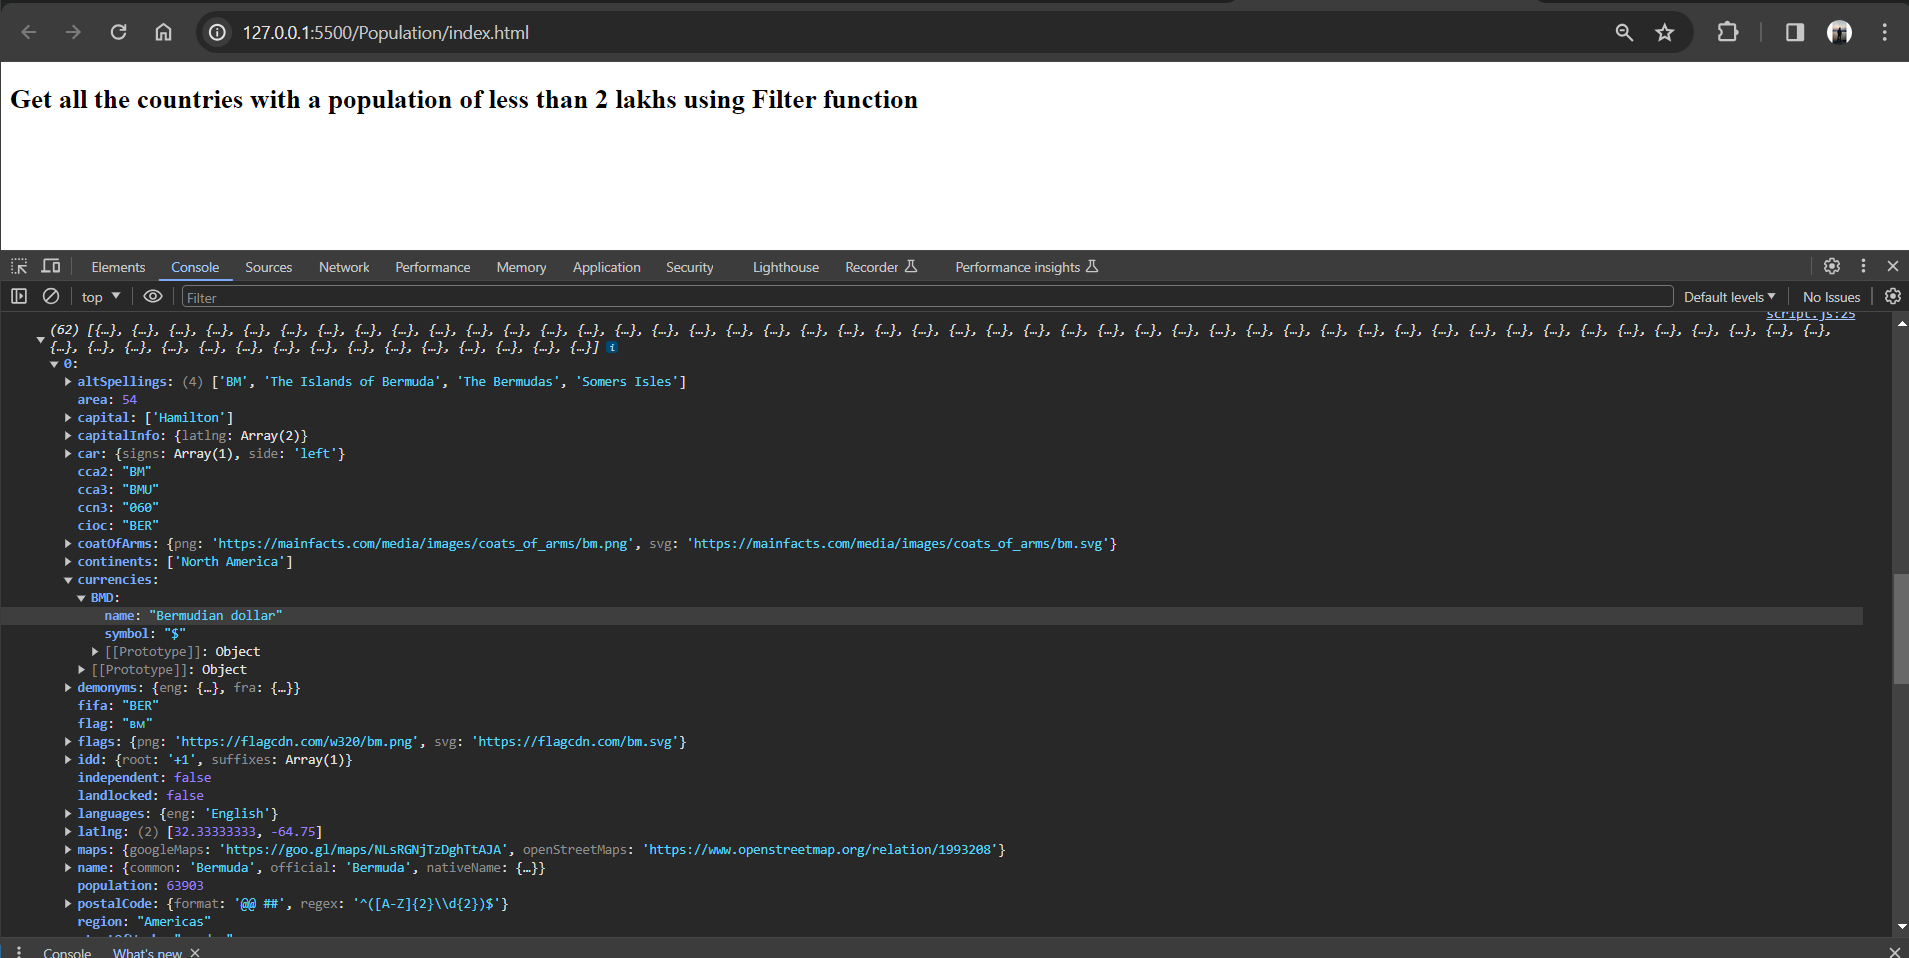 127.0.0.1:5500/Population/index.html
Get all the countries with a population of less than 2 lakhs using Filter function
Elements Console Sources Network Performance Memory Application Security Lighthouse Recorder Performance insights
top Filter Default levels No Issues
script.js:25
(62) [{…}, {…}, {…}, {…}, {…}, {…}, {…}, {…}, {…}, {…}, {…}, {…}, {…}, {…}, {…}, {…}, {…}, {…}, {…}, {…}, {…}, {…}, {…}, {…}, {…}, {…}, {…}, {…}, {…}, {…}, {…}, {…}, {…}, {…}, {…}, {…}, {…}, {…}, {…}, {…}, {…}, {…}, {…}, {…}, {…}, {…}, {…},
{…}, {…}, {…}, {…}, {…}, {…}, {…}, {…}, {…}, {…}, {…}, {…}, {…}, {…}, {…}] i
0:
altSpellings: (4) ['BM', 'The Islands of Bermuda', 'The Bermudas', 'Somers Isles']
area: 54
capital: ['Hamilton']
capitalInfo: {latlng: Array(2)}
car: {signs: Array(1), side: 'left'}
cca2: "BM"
cca3: "BMU"
ccn3: "060"
cioc: "BER"
coatOfArms: {png: 'https://mainfacts.com/media/images/coats_of_arms/bm.png', svg: 'https://mainfacts.com/media/images/coats_of_arms/bm.svg'}
continents: ['North America']
currencies:
BMD:
name: "Bermudian dollar"
symbol: "$"
[[Prototype]]: Object
[[Prototype]]: Object
demonyms: {eng: {…}, fra: {…}}
fifa: "BER"
flag: "🇧🇲"
flags: {png: 'https://flagcdn.com/w320/bm.png', svg: 'https://flagcdn.com/bm.svg'}
idd: {root: '+1', suffixes: Array(1)}
independent: false
landlocked: false
languages: {eng: 'English'}
latlng: (2) [32.33333333, -64.75]
maps: {googleMaps: 'https://goo.gl/maps/NLsRGNjTzDghTtAJA', openStreetMaps: 'https://www.openstreetmap.org/relation/1993208'}
name: {common: 'Bermuda', official: 'Bermuda', nativeName: {…}}
population: 63903
postalCode: {format: '@@ ##', regex: '^([A-Z]{2}\\d{2})$'}
region: "Americas"
Console What's new